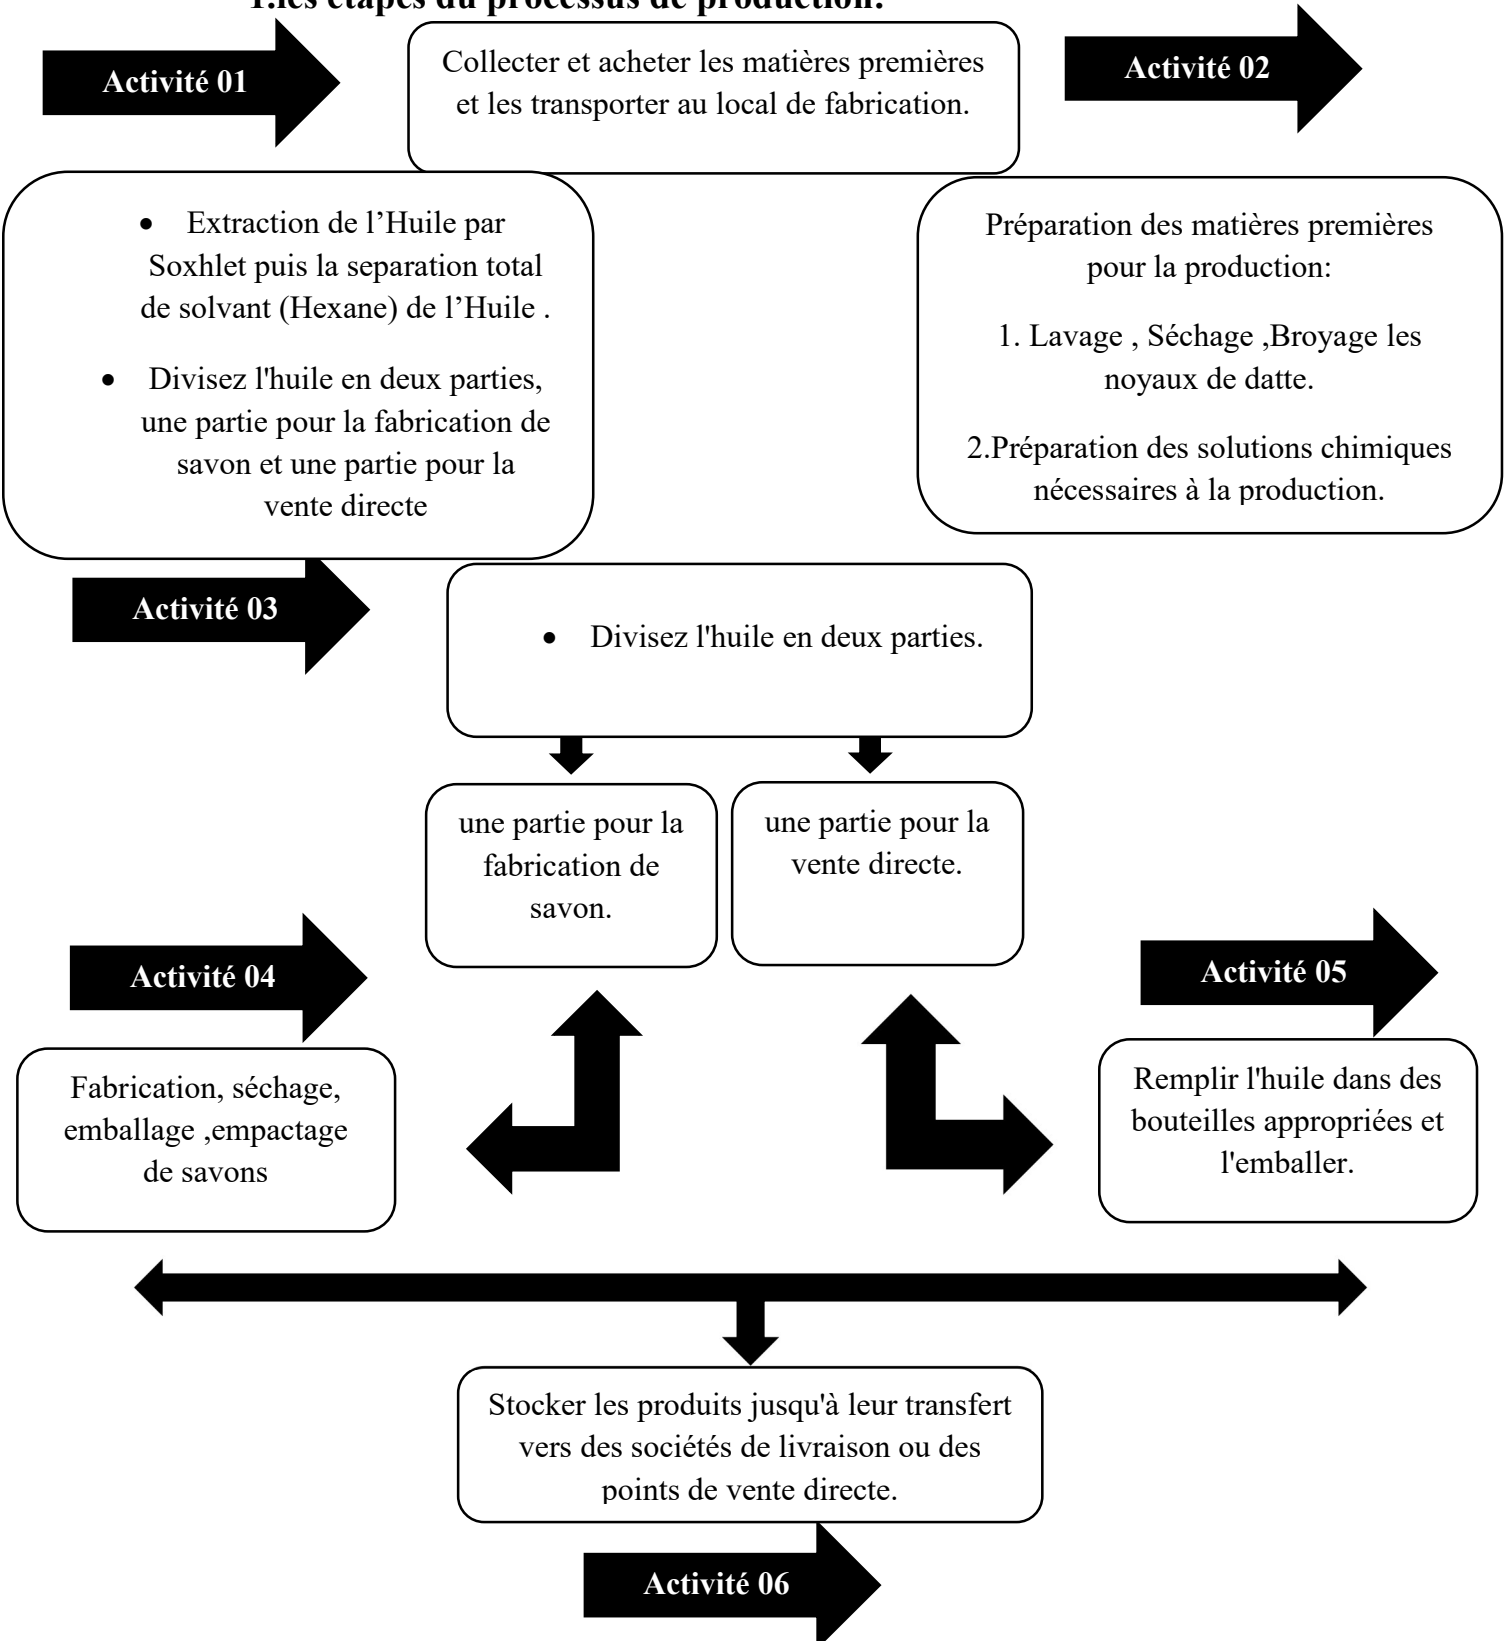 1.les étapes du processus de production:
Activité 01
Collecter et acheter les matières premières
et les transporter au local de fabrication.
Activité 02
• Extraction de l’Huile par
Soxhlet puis la separation total
de solvant (Hexane) de l’Huile .
• Divisez l'huile en deux parties,
une partie pour la fabrication de
savon et une partie pour la
vente directe
Préparation des matières premières
pour la production:
1. Lavage , Séchage ,Broyage les
noyaux de datte.
2.Préparation des solutions chimiques
nécessaires à la production.
Activité 03
• Divisez l'huile en deux parties.
une partie pour la
fabrication de
savon.
une partie pour la
vente directe.
Activité 04
Activité 05
Fabrication, séchage,
emballage ,empactage
de savons
Remplir l'huile dans des
bouteilles appropriées et
l'emballer.
Stocker les produits jusqu'à leur transfert
vers des sociétés de livraison ou des
points de vente directe.
Activité 06